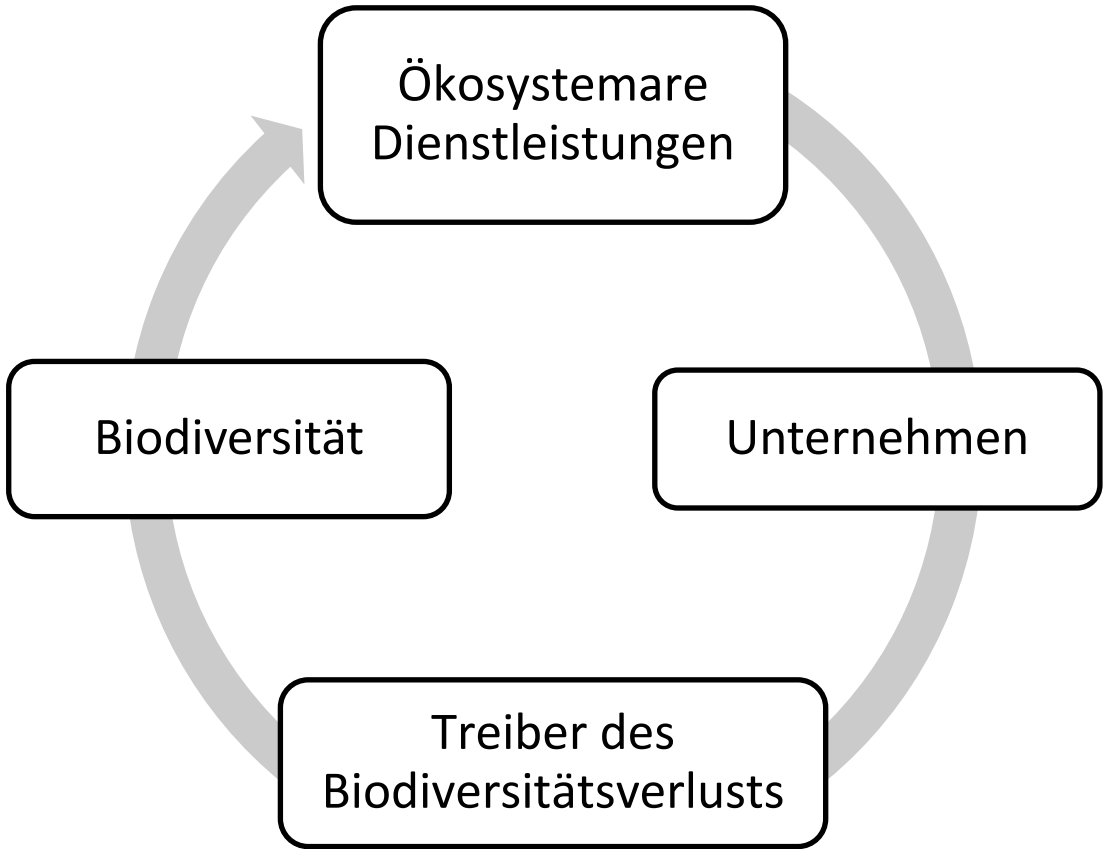 Ökosystemare
Dienstleistungen
Biodiversität
Unternehmen
Treiber des
Biodiversitätsverlusts